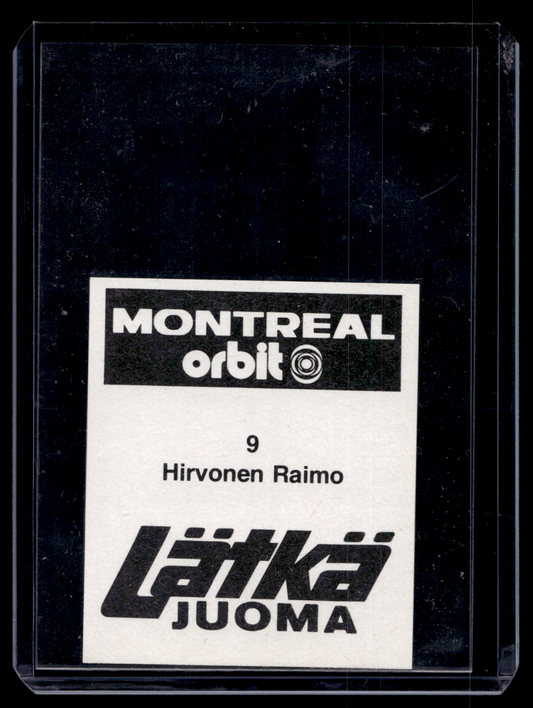 MONTREAL
orbit
9
Hirvonen Raimo
Lätkä
JUOMA